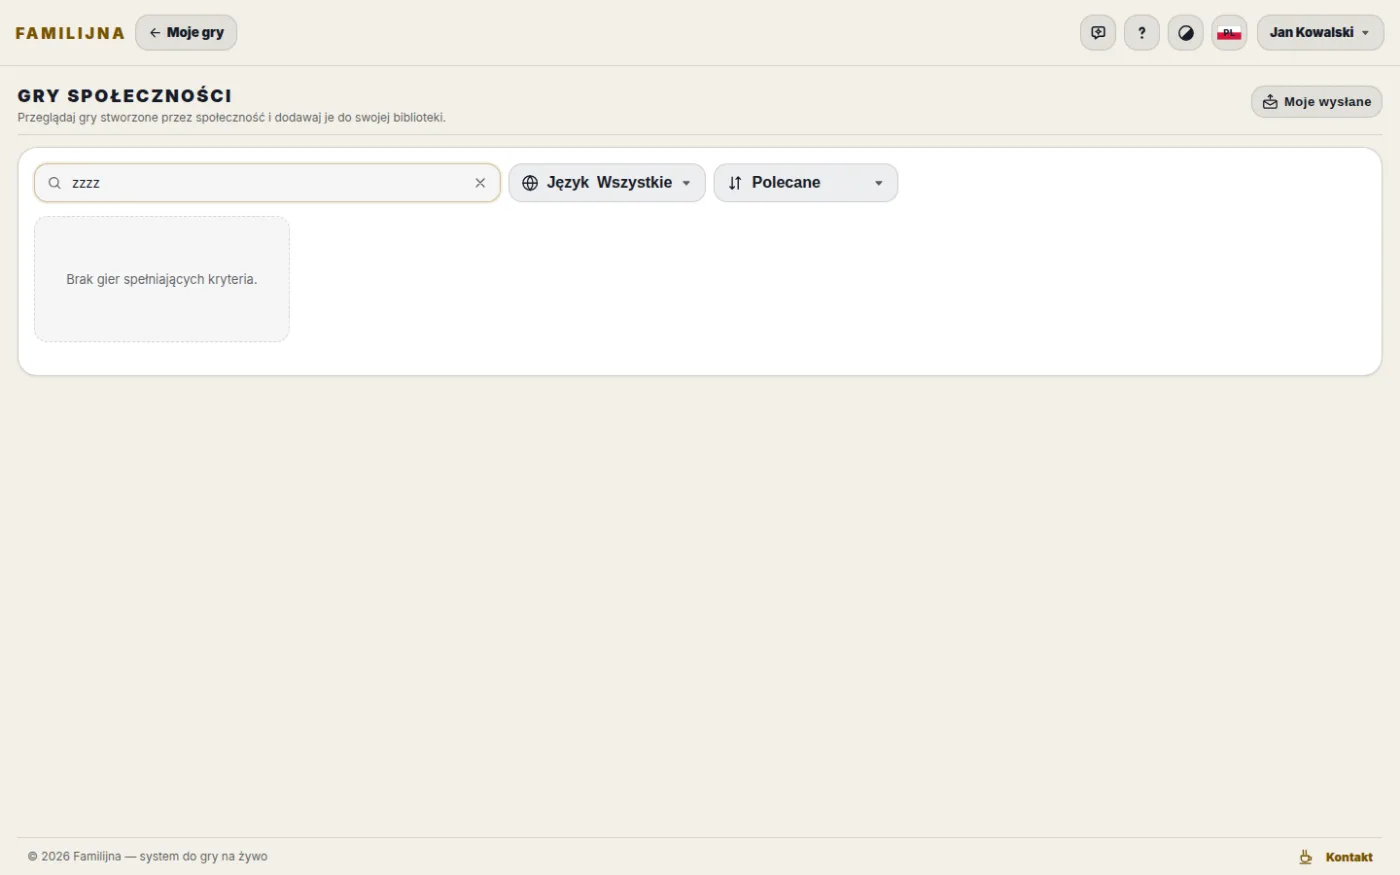 FAMILIJNA
← Moje gry
?
PL
Jan Kowalski
GRY SPOŁECZNOŚCI
Przeglądaj gry stworzone przez społeczność i dodawaj je do swojej biblioteki.
Moje wysłane
zzzz
Język Wszystkie
Polecane
Brak gier spełniających kryteria.
© 2026 Familijna — system do gry na żywo
Kontakt